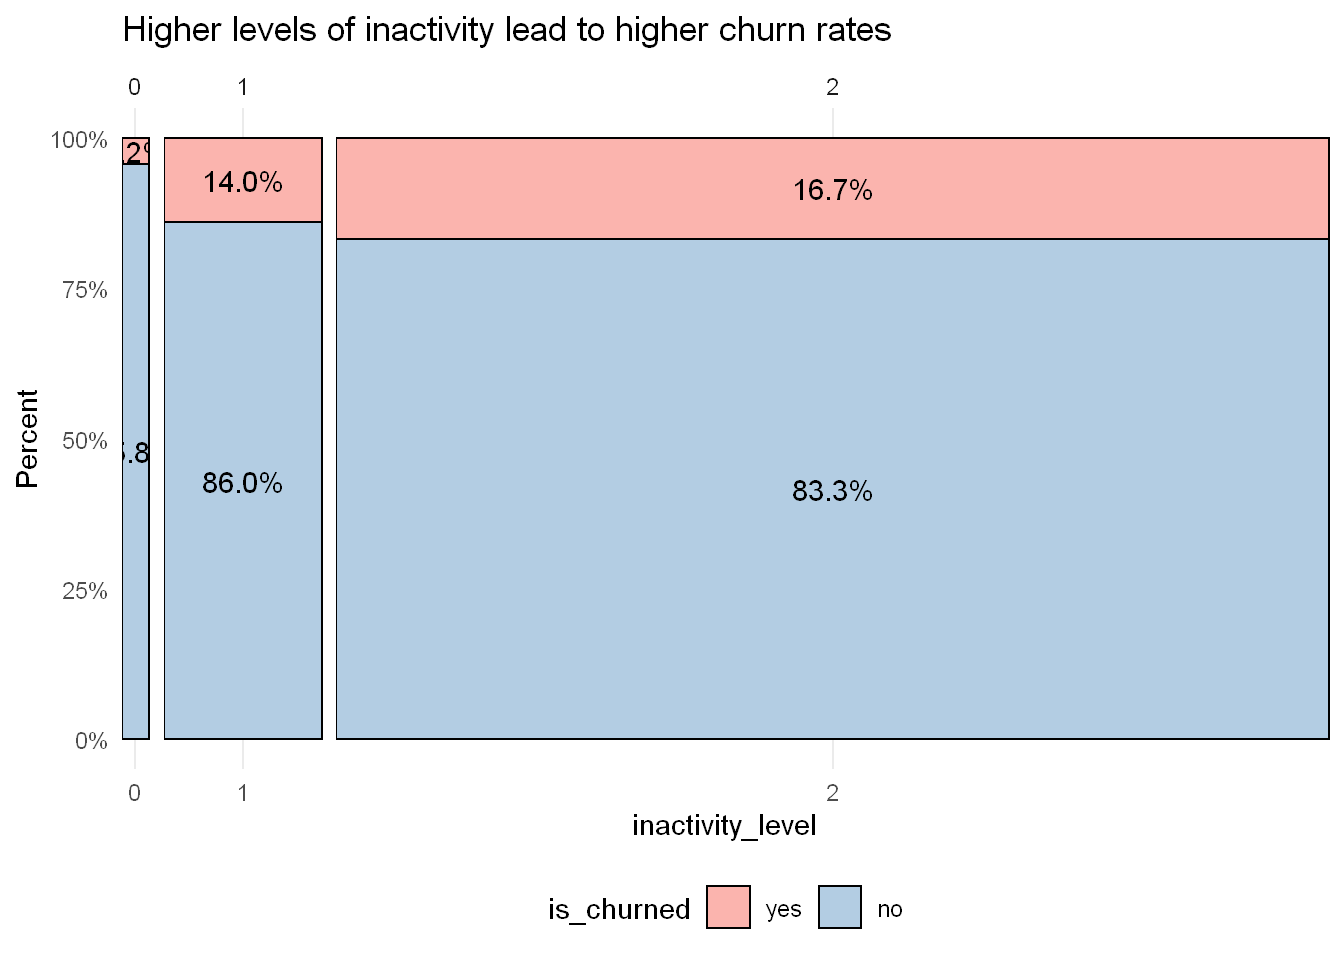 Higher levels of inactivity lead to higher churn rates
0 1 2
100%
14.0%
16.7%
75%
50%
Percent
86.0%
83.3%
25%
0%
0 1 2
inactivity_level
is_churned yes no